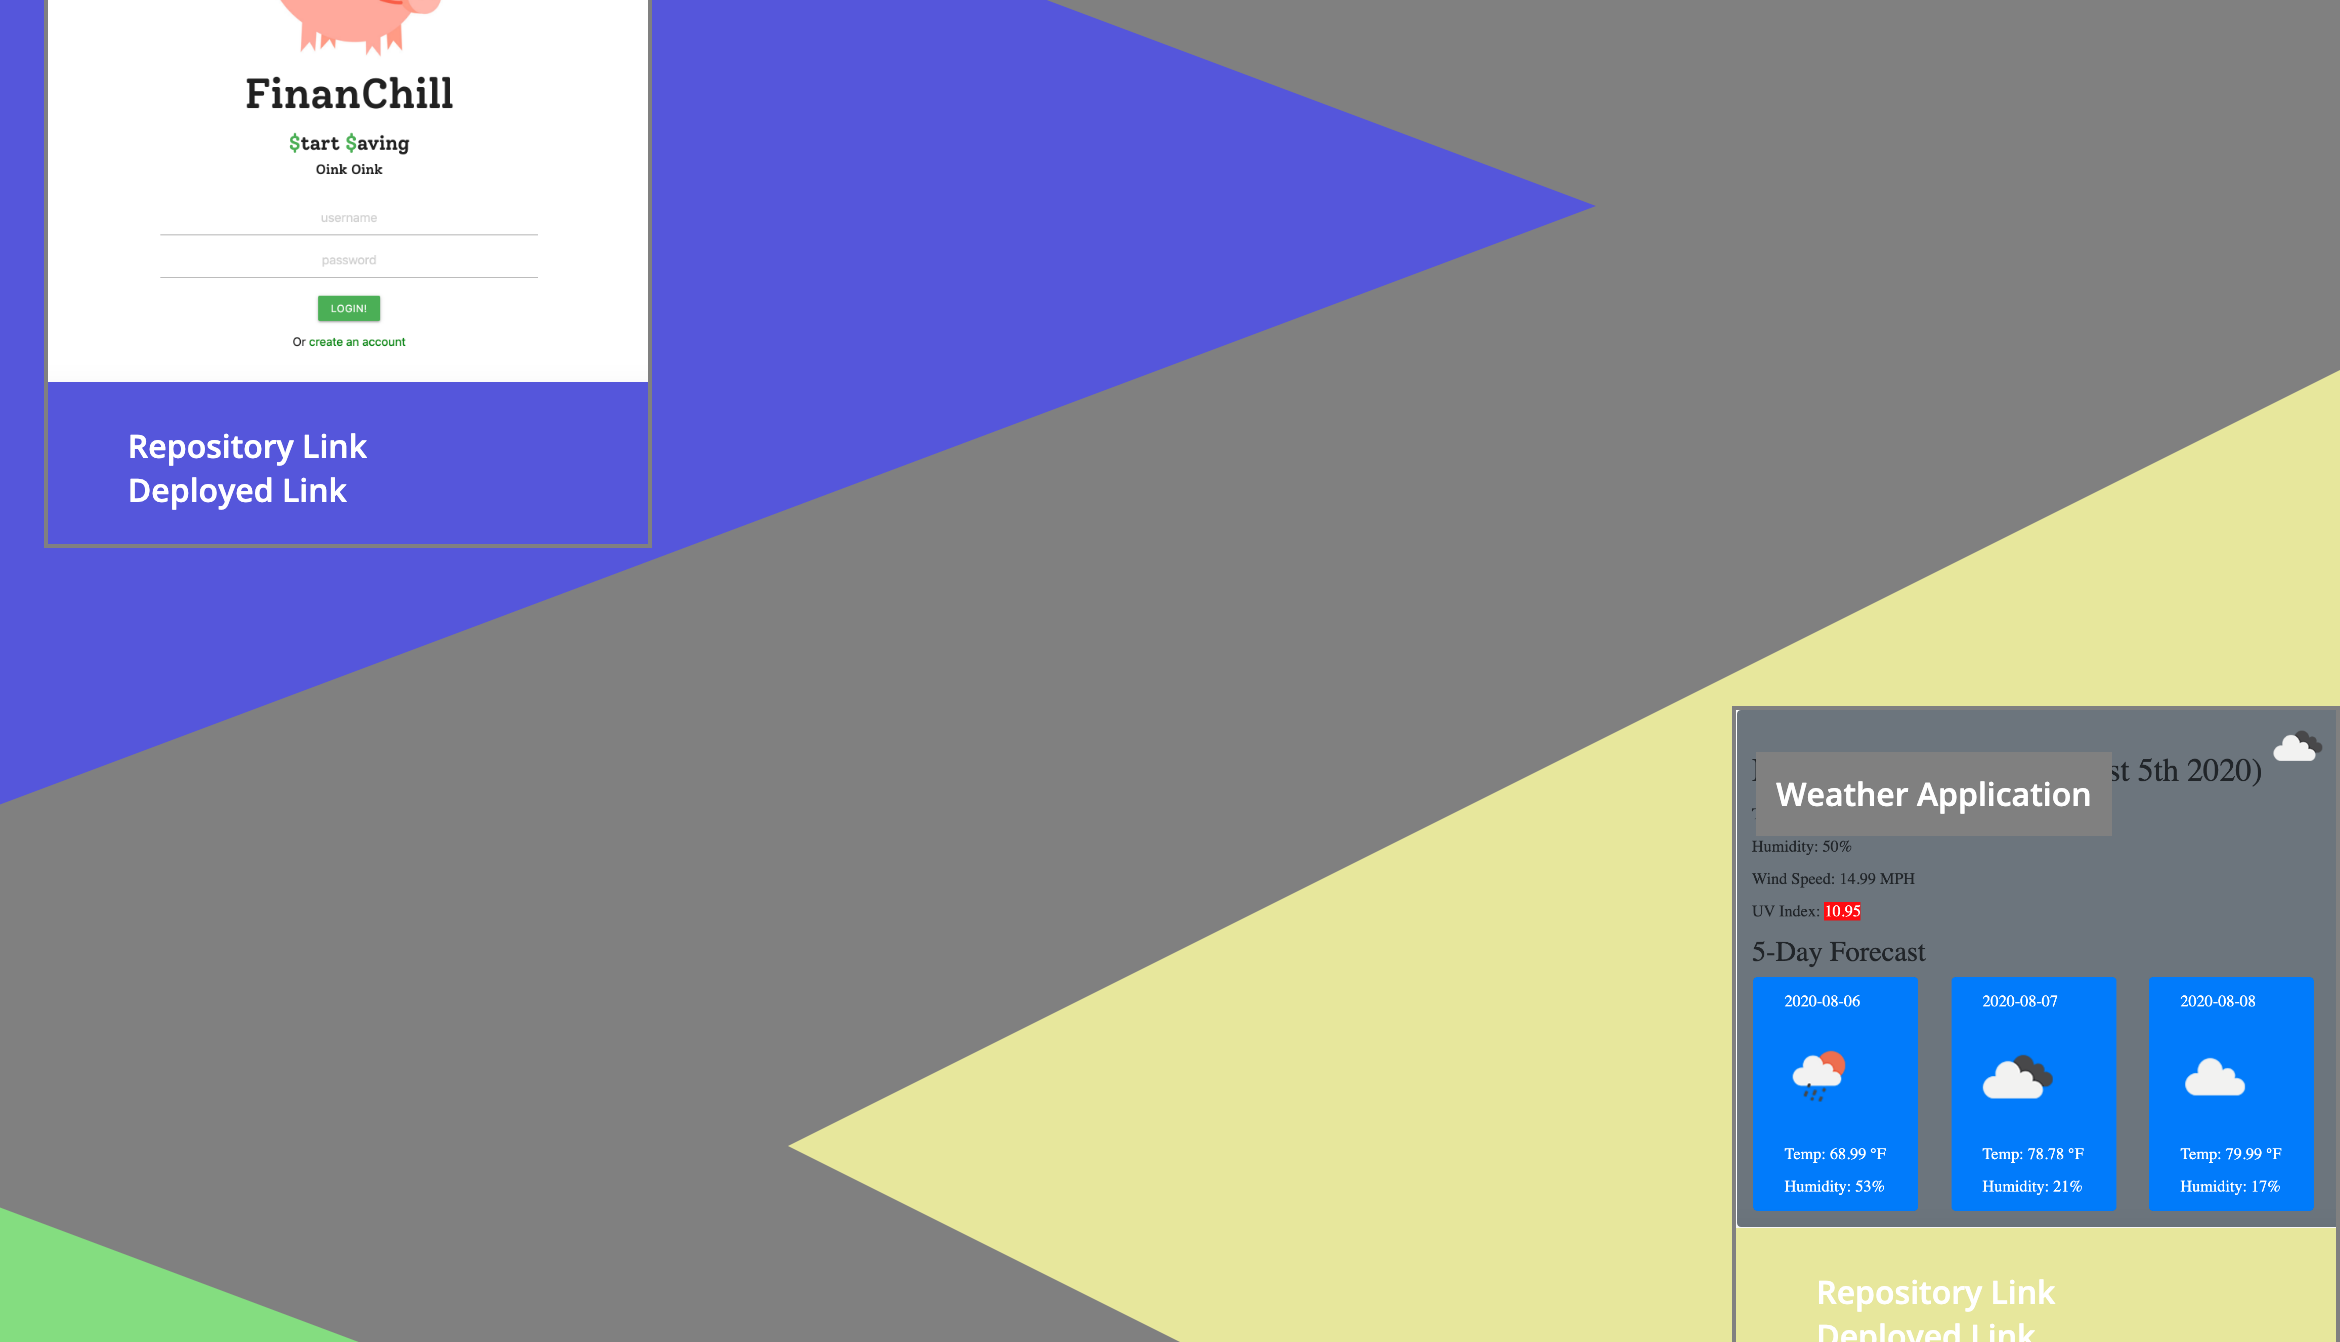 FinanChill
$tart $aving
Oink Oink
username
password
LOGIN!
Or create an account
Repository Link
Deployed Link
st 5th 2020)
Weather Application
Humidity: 50%
Wind Speed: 14.99 MPH
UV Index: 10.95
5-Day Forecast
2020-08-06
Temp: 68.99 °F
Humidity: 53%
2020-08-07
Temp: 78.78 °F
Humidity: 21%
2020-08-08
Temp: 79.99 °F
Humidity: 17%
Repository Link
Deployed Link